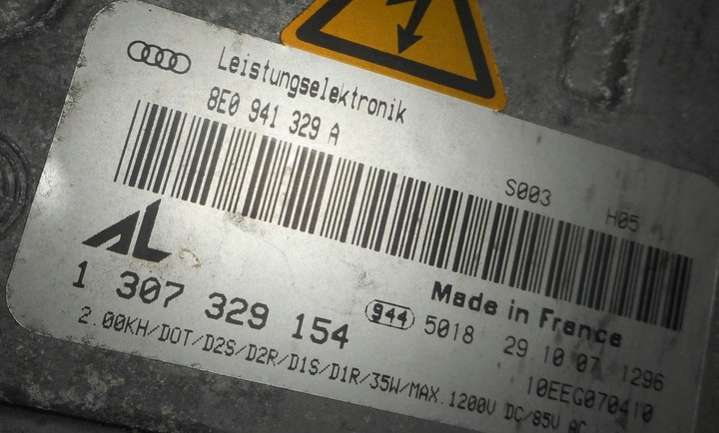 Leistungselektronik
8E0 941 329 A
S003 H05
AL
Made in France
1 307 329 154
944 5018 29 10 07 1296
2.00KH/DOT/D2S/D2R/D1S/D1R/35W/MAX.1200V DC/85V AC
10EEG070410